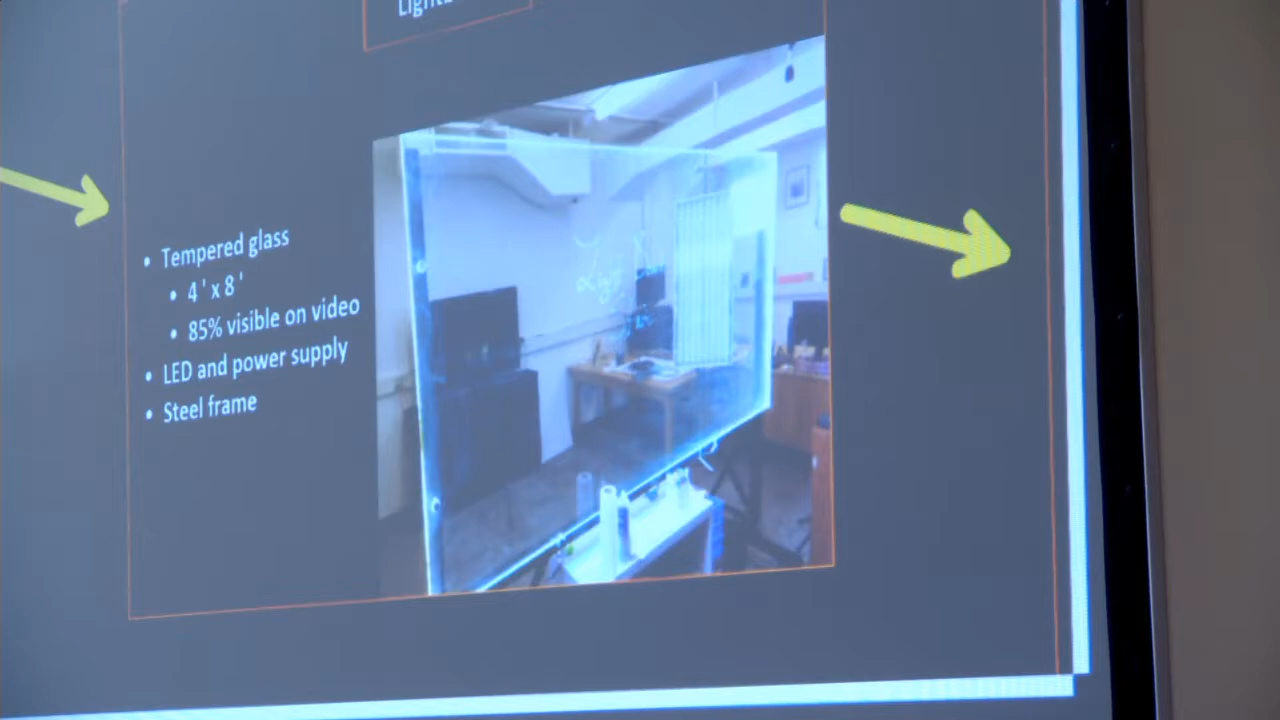 • Tempered glass
• 4 ' x 8 '
• 85% visible on video
• LED and power supply
• Steel frame